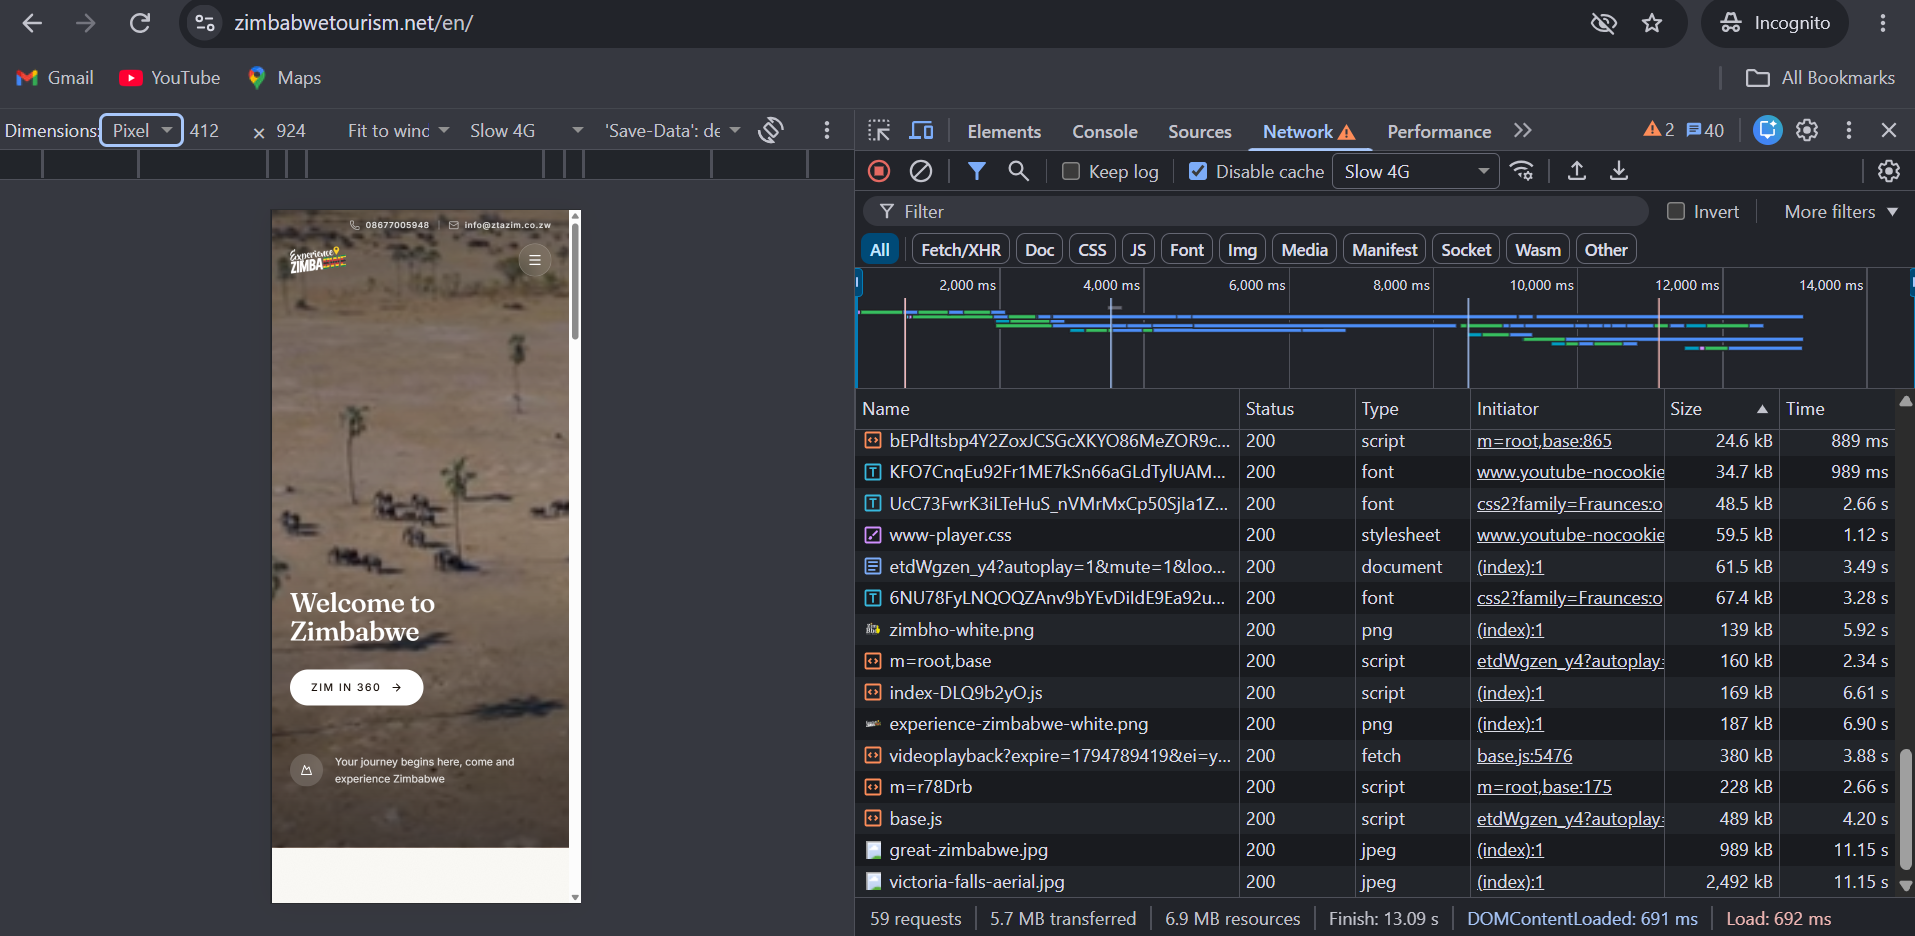 zimbabwetourism.net/en/
Incognito
Gmail
YouTube
Maps
All Bookmarks
Dimensions:
Pixel
412
×
924
Fit to winc
Slow 4G
'Save-Data': de
Elements
Console
Sources
Network
Performance
2
40
Keep log
Disable cache
Slow 4G
Filter
Invert
More filters
All
Fetch/XHR
Doc
CSS
JS
Font
Img
Media
Manifest
Socket
Wasm
Other
2,000 ms
4,000 ms
6,000 ms
8,000 ms
10,000 ms
12,000 ms
14,000 ms
Name Status Type Initiator Size Time
bEPdItsbp4Y2ZoxJCSGcXKYO86MeZOR9c... 200 script m=root,base:865 24.6 kB 889 ms
KFO7CnqEu92Fr1ME7kSn66aGLdTylUAM... 200 font www.youtube-nocookie 34.7 kB 989 ms
UcC73FwrK3iLTeHuS_nVMrMxCp50SjIa1Z... 200 font css2?family=Fraunces:o 48.5 kB 2.66 s
www-player.css 200 stylesheet www.youtube-nocookie 59.5 kB 1.12 s
etdWgzen_y4?autoplay=1&mute=1&loo... 200 document (index):1 61.5 kB 3.49 s
6NU78FyLNQOQZAnv9bYEvDiIdE9Ea92u... 200 font css2?family=Fraunces:o 67.4 kB 3.28 s
zimbho-white.png 200 png (index):1 139 kB 5.92 s
m=root,base 200 script etdWgzen_y4?autoplay= 160 kB 2.34 s
index-DLQ9b2yO.js 200 script (index):1 169 kB 6.61 s
experience-zimbabwe-white.png 200 png (index):1 187 kB 6.90 s
videoplayback?expire=1794789419&ei=y... 200 fetch base.js:5476 380 kB 3.88 s
m=r78Drb 200 script m=root,base:175 228 kB 2.66 s
base.js 200 script etdWgzen_y4?autoplay= 489 kB 4.20 s
great-zimbabwe.jpg 200 jpeg (index):1 989 kB 11.15 s
victoria-falls-aerial.jpg 200 jpeg (index):1 2,492 kB 11.15 s
59 requests
5.7 MB transferred
6.9 MB resources
Finish: 13.09 s
DOMContentLoaded: 691 ms
Load: 692 ms
08677005948
info@ztazim.co.zw
Experience
ZIMBABWE
Welcome to
Zimbabwe
ZIM IN 360 →
Your journey begins here, come and
experience Zimbabwe